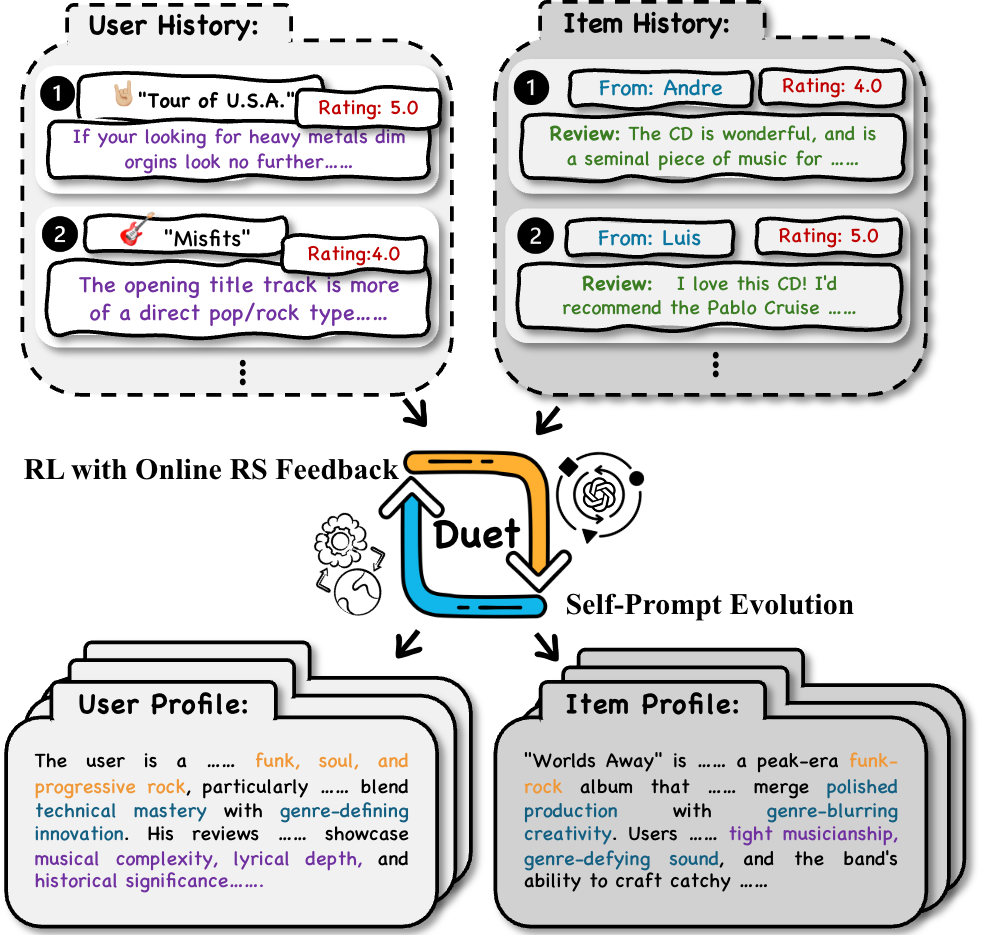 User History:
1
"Tour of U.S.A."
Rating: 5.0
If your looking for heavy metals dim
orgins look no further......
2
"Misfits"
Rating:4.0
The opening title track is more
of a direct pop/rock type......
Item History:
1
From: Andre
Rating: 4.0
Review: The CD is wonderful, and is
a seminal piece of music for ......
2
From: Luis
Rating: 5.0
Review: I love this CD! I'd
recommend the Pablo Cruise ......
RL with Online RS Feedback
Duet
Self-Prompt Evolution
User Profile:
The user is a ...... funk, soul, and
progressive rock, particularly ...... blend
technical mastery with genre-defining
innovation. His reviews ...... showcase
musical complexity, lyrical depth, and
historical significance.......
Item Profile:
"Worlds Away" is ...... a peak-era funk-
rock album that ...... merge polished
production with genre-blurring
creativity. Users ...... tight musicianship,
genre-defying sound, and the band's
ability to craft catchy ......